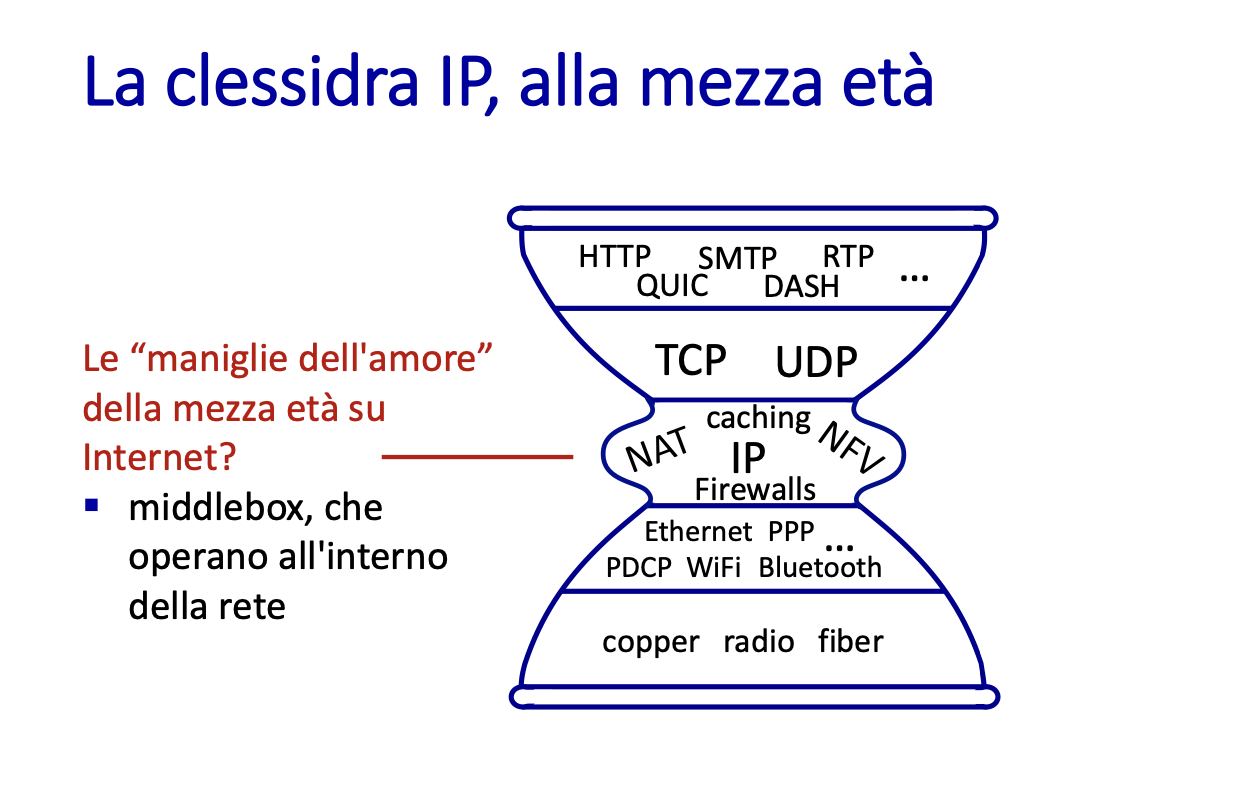 La clessidra IP, alla mezza età
HTTP SMTP RTP ...
QUIC DASH
TCP UDP
Le “maniglie dell'amore”
della mezza età su
Internet?
▪ middlebox, che
operano all'interno
della rete
caching
NAT IP NFV
Firewalls
Ethernet PPP ...
PDCP WiFi Bluetooth
copper radio fiber